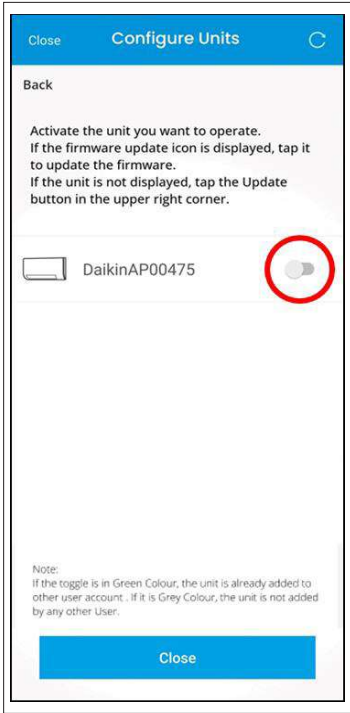 Close Configure Units
Back
Activate the unit you want to operate.
If the firmware update icon is displayed, tap it
to update the firmware.
If the unit is not displayed, tap the Update
button in the upper right corner.
DaikinAP00475
Note:
If the toggle is in Green Colour, the unit is already added to
other user account . If it is Grey Colour, the unit is not added
by any other User.
Close